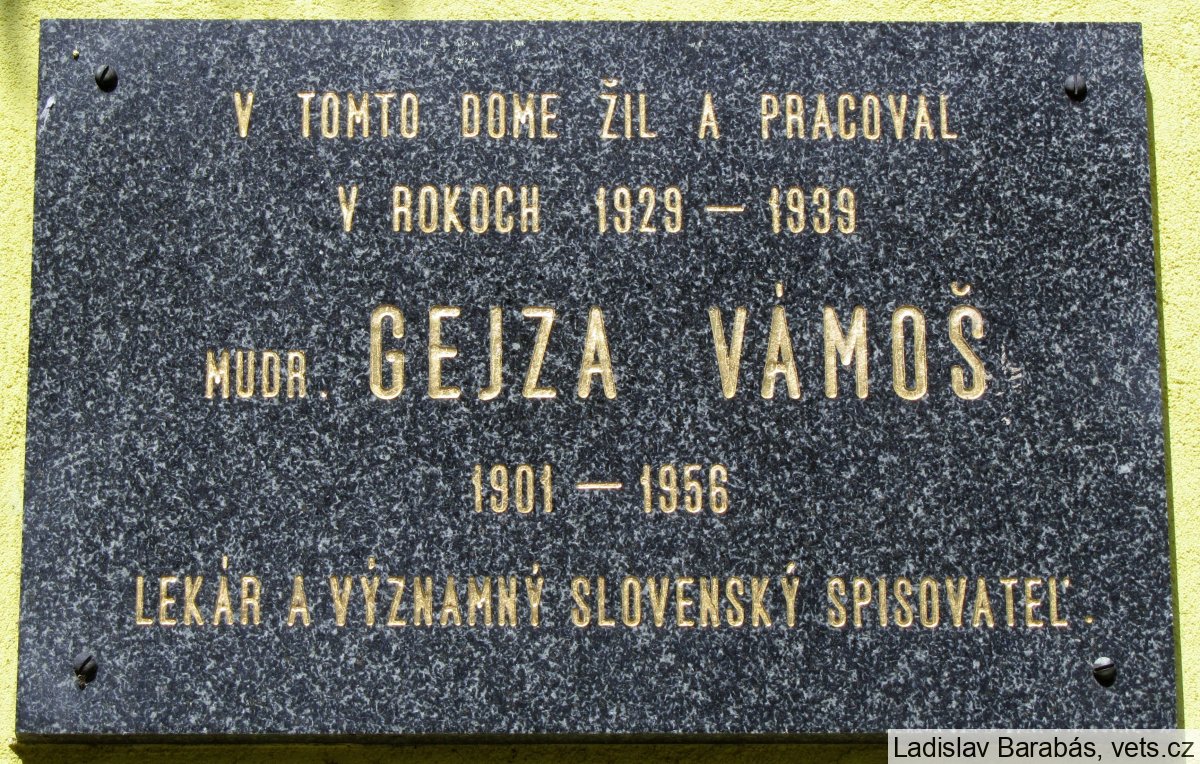 V TOMTO DOME ŽIL A PRACOVAL
V ROKOCH 1929 – 1939
MUDR. GEJZA VÁMOŠ
1901 – 1956
LEKÁR A VÝZNAMNÝ SLOVENSKÝ SPISOVATEĽ.
Ladislav Barabás, vets.cz